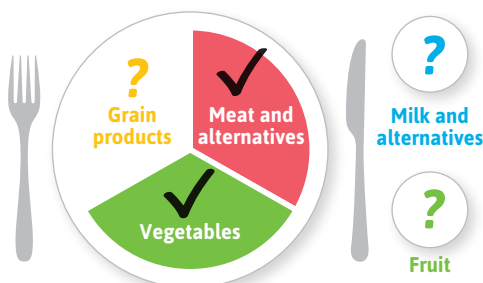 ?
Grain
products
Meat and
alternatives
Vegetables
?
Milk and
alternatives
?
Fruit